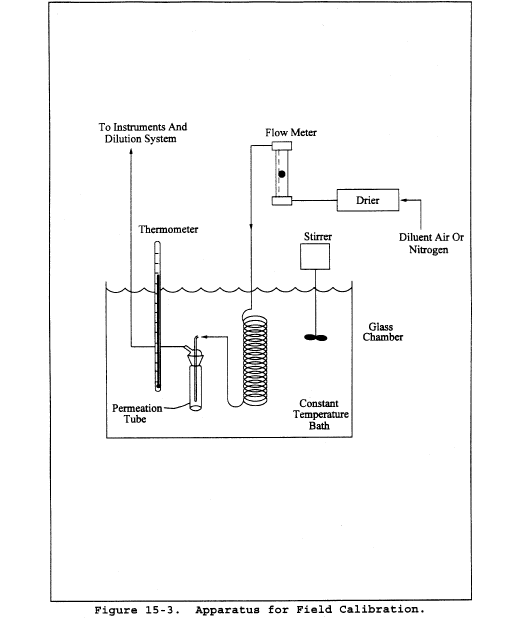 To Instruments And
Dilution System
Flow Meter
Drier
Diluent Air Or
Nitrogen
Thermometer
Stirrer
Glass
Chamber
Permeation
Tube
Constant
Temperature
Bath
Figure 15-3. Apparatus for Field Calibration.